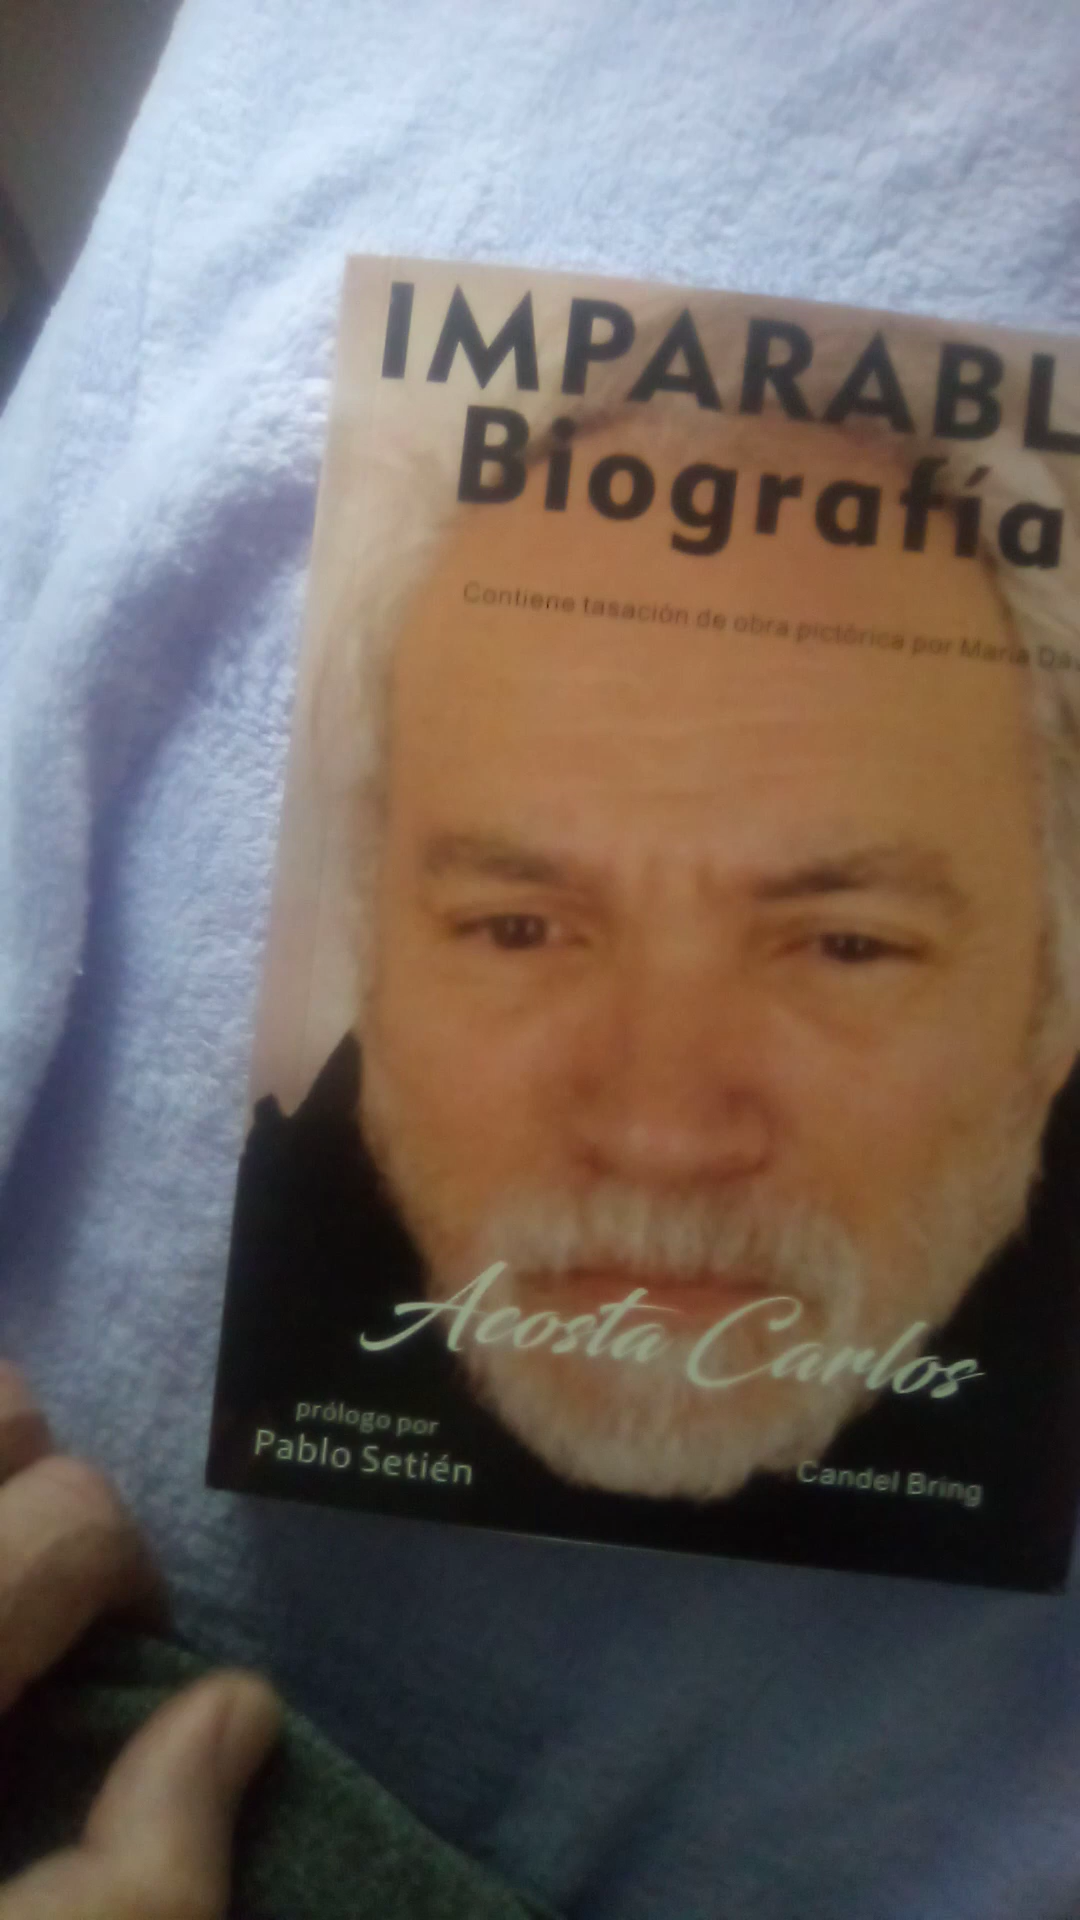 IMPARABL
Biografía
Contiene tasación de obra pictórica por María
Acosta Carlos
prólogo por
Pablo Setién
Candel Bring